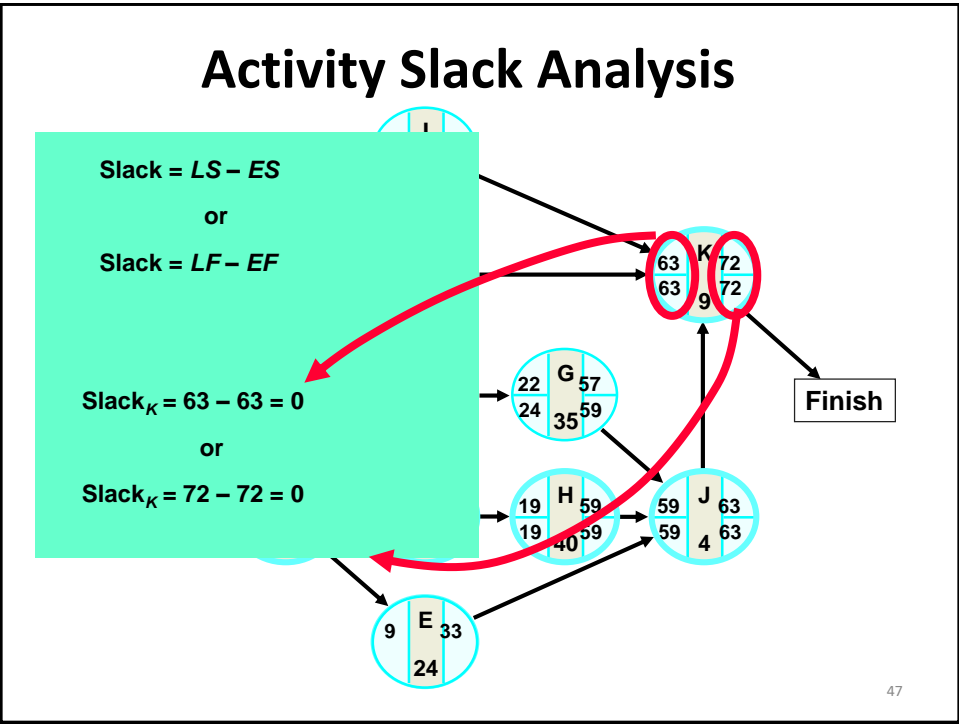 Activity Slack Analysis
Slack = LS – ES
or
Slack = LF – EF
Slack K = 63 – 63 = 0
or
Slack K = 72 – 72 = 0
K
63 72
63 72
9
G
22 57
24 59
35
Finish
H
19 59
19 59
40
J
59 63
59 63
4
E
9 33
24
47